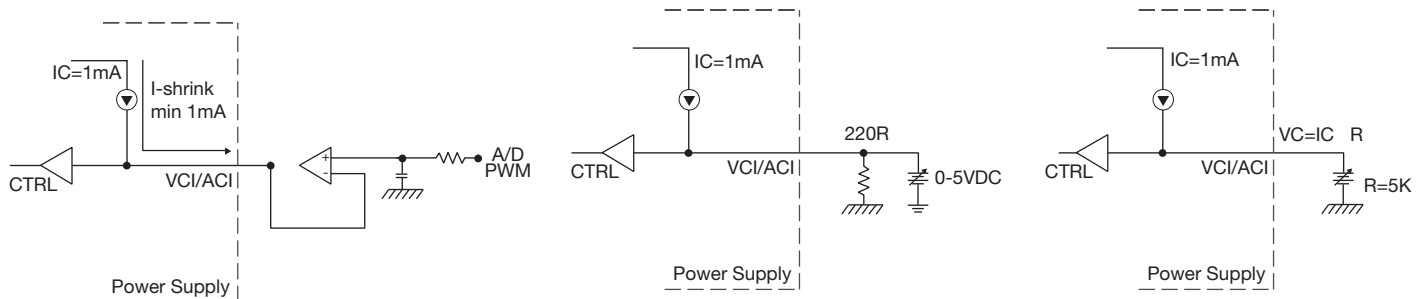 IC=1mA
I-shrink
min 1mA
CTRL
VCI/ACI
+
-
A/D
PWM
Power Supply
IC=1mA
CTRL
VCI/ACI
220R
0-5VDC
Power Supply
IC=1mA
CTRL
VCI/ACI
VC=IC R
R=5K
Power Supply